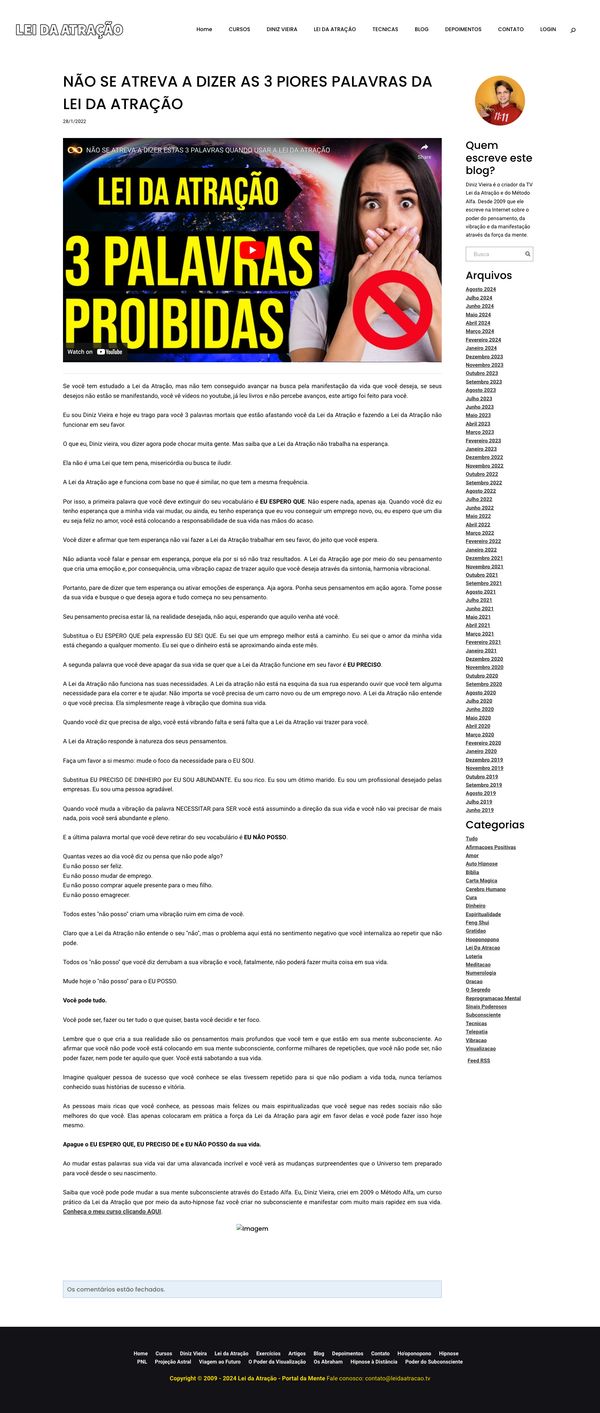 LEI DA ATRAÇÃO
Home CURSOS DINIZ VIEIRA LEI DA ATRAÇÃO TECNICAS BLOG DEPOIMENTOS CONTATO LOGIN
NÃO SE ATREVA A DIZER AS 3 PIORES PALAVRAS DA
LEI DA ATRAÇÃO
28/1/2022
NÃO SE ATREVA A DIZER ESTAS 3 PALAVRAS QUANDO USAR A LEI DA ATRAÇÃO
Share
LEI DA ATRAÇÃO
3 PALAVRAS
PROIBIDAS
Watch on YouTube
Se você tem estudado a Lei da Atração, mas não tem conseguido avançar na busca pela manifestação da vida que você deseja, se seus
desejos não estão se manifestando, você vê vídeos no youtube, já leu livros e não percebe avanços, este artigo foi feito para você.
Eu sou Diniz Vieira e hoje eu trago para você 3 palavras mortais que estão afastando você da Lei da Atração e fazendo a Lei da Atração não
funcionar em seu favor.
O que eu, Diniz vieira, vou dizer agora pode chocar muita gente. Mas saiba que a Lei da Atração não trabalha na esperança.
Ela não é uma Lei que tem pena, misericórdia ou busca te iludir.
A Lei da Atração age e funciona com base no que é similar, no que tem a mesma frequência.
Por isso, a primeira palavra que você deve extinguir do seu vocabulário é EU ESPERO QUE. Não espere nada, apenas aja. Quando você diz eu
tenho esperança que a minha vida vai mudar, ou ainda, eu tenho esperança que eu vou conseguir um emprego novo, ou, eu espero que um dia
eu seja feliz no amor, você está colocando a responsabilidade de sua vida nas mãos do acaso.
Você dizer e afirmar que tem esperança não vai fazer a Lei da Atração trabalhar em seu favor, do jeito que você espera.
Não adianta você falar e pensar em esperança, porque ela por si só não traz resultados. A Lei da Atração age por meio do seu pensamento
que cria uma emoção e, por consequência, uma vibração capaz de trazer aquilo que você deseja através da sintonia, harmonia vibracional.
Portanto, pare de dizer que tem esperança ou ativar emoções de esperança. Aja agora. Ponha seus pensamentos em ação agora. Tome posse
da sua vida e busque o que deseja agora e tudo começa no seu pensamento.
Seu pensamento precisa estar lá, na realidade desejada, não aqui, esperando que aquilo venha até você.
Substitua o EU ESPERO QUE pela expressão EU SEI QUE. Eu sei que um emprego melhor está a caminho. Eu sei que o amor da minha vida
está chegando a qualquer momento. Eu sei que o dinheiro está se aproximando ainda este mês.
A segunda palavra que você deve apagar da sua vida se quer que a Lei da Atração funcione em seu favor é EU PRECISO.
A Lei da Atração não funciona nas suas necessidades. A Lei da atração não está na esquina da sua rua esperando ouvir que você tem alguma
necessidade para ela correr e te ajudar. Não importa se você precisa de um carro novo ou de um emprego novo. A Lei da Atração não entende
o que você precisa. Ela simplesmente reage à vibração que domina sua vida.
Quando você diz que precisa de algo, você está vibrando falta e será falta que a Lei da Atração vai trazer para você.
A Lei da Atração responde à natureza dos seus pensamentos.
Faça um favor a si mesmo: mude o foco da necessidade para o EU SOU.
Substitua EU PRECISO DE DINHEIRO por EU SOU ABUNDANTE. Eu sou rico. Eu sou um ótimo marido. Eu sou um profissional desejado pelas
empresas. Eu sou uma pessoa agradável.
Quando você muda a vibração da palavra NECESSITAR para SER você está assumindo a direção da sua vida e você não vai precisar de mais
nada, pois você será abundante e pleno.
E a última palavra mortal que você deve retirar do seu vocabulário é EU NÃO POSSO.
Quantas vezes ao dia você diz ou pensa que não pode algo?
Eu não posso ser feliz.
Eu não posso mudar de emprego.
Eu não posso comprar aquele presente para o meu filho.
Eu não posso emagrecer.
Todos estes "não posso" criam uma vibração ruim em cima de você.
Claro que a Lei da Atração não entende o seu "não", mas o problema aqui está no sentimento negativo que você internaliza ao repetir que não
pode.
Todos os "não posso" que você diz derrubam a sua vibração e você, fatalmente, não poderá fazer muita coisa em sua vida.
Mude hoje o "não posso" para o EU POSSO.
Você pode tudo.
Você pode ser, fazer ou ter tudo o que quiser, basta você decidir e ter foco.
Lembre que o que cria a sua realidade são os pensamentos mais profundos que você tem e que estão em sua mente subconsciente. Ao
afirmar que você não pode você está colocando em sua mente subconsciente, conforme milhares de repetições, que você não pode ser, não
poder fazer, nem pode ter aquilo que quer. Você está sabotando a sua vida.
Imagine qualquer pessoa de sucesso que você conhece se elas tivessem repetido para si que não podiam a vida toda, nunca teríamos
conhecido suas histórias de sucesso e vitória.
As pessoas mais ricas que você conhece, as pessoas mais felizes ou mais espiritualizadas que você segue nas redes sociais não são
melhores do que você. Elas apenas colocaram em prática a força da Lei da Atração para agir em favor delas e você pode fazer isso hoje
mesmo.
Apague o EU ESPERO QUE, EU PRECISO DE e EU NÃO POSSO da sua vida.
Ao mudar estas palavras sua vida vai dar uma alavancada incrível e você verá as mudanças surpreendentes que o Universo tem preparado
para você desde o seu nascimento.
Saiba que você pode pode mudar a sua mente subconsciente através do Estado Alfa. Eu, Diniz Vieira, criei em 2009 o Método Alfa, um curso
prático da Lei da Atração que por meio da auto-hipnose faz você criar no subconsciente e manifestar com muito mais rapidez em sua vida.
Conheça o meu curso clicando AQUI.
Imagem
Os comentários estão fechados.
11:11
Quem
escreve este
blog?
Diniz Vieira é o criador da TV
Lei da Atração e do Método
Alfa. Desde 2009 que ele
escreve na Internet sobre o
poder do pensamento, da
vibração e da manifestação
através da força da mente.
Busca
Arquivos
Agosto 2024
Julho 2024
Junho 2024
Maio 2024
Abril 2024
Março 2024
Fevereiro 2024
Janeiro 2024
Dezembro 2023
Novembro 2023
Outubro 2023
Setembro 2023
Agosto 2023
Julho 2023
Junho 2023
Maio 2023
Abril 2023
Março 2023
Fevereiro 2023
Janeiro 2023
Dezembro 2022
Novembro 2022
Outubro 2022
Setembro 2022
Agosto 2022
Julho 2022
Junho 2022
Maio 2022
Abril 2022
Março 2022
Fevereiro 2022
Janeiro 2022
Dezembro 2021
Novembro 2021
Outubro 2021
Setembro 2021
Agosto 2021
Julho 2021
Junho 2021
Maio 2021
Abril 2021
Março 2021
Fevereiro 2021
Janeiro 2021
Dezembro 2020
Novembro 2020
Outubro 2020
Setembro 2020
Agosto 2020
Julho 2020
Junho 2020
Maio 2020
Abril 2020
Março 2020
Fevereiro 2020
Janeiro 2020
Dezembro 2019
Novembro 2019
Outubro 2019
Setembro 2019
Agosto 2019
Julho 2019
Junho 2019
Categorias
Tudo
Afirmacoes Positivas
Amor
Auto Hipnose
Bíblia
Carta Magica
Cerebro Humano
Cura
Dinheiro
Espiritualidade
Feng Shui
Gratidao
Hooponopono
Lei Da Atracao
Loteria
Meditacao
Numerologia
Oracao
O Segredo
Reprogramacao Mental
Sinais Poderosos
Subconsciente
Tecnicas
Telepatia
Vibracao
Visualizacao
Feed RSS
Home Cursos Diniz Vieira Lei da Atração Exercícios Artigos Blog Depoimentos Contato Ho'oponopono Hipnose
PNL Projeção Astral Viagem ao Futuro O Poder da Visualização Os Abraham Hipnose à Distância Poder do Subconsciente
Copyright © 2009 - 2024 Lei da Atração - Portal da Mente Fale conosco: contato@leidaatracao.tv